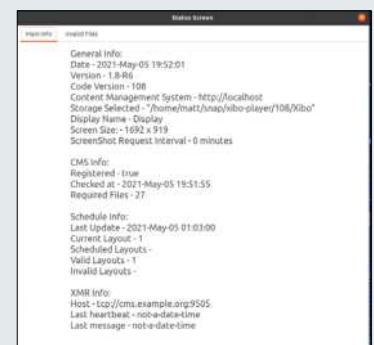 Status Screen
Main Info Invalid Files
General Info:
Date - 2021-May-05 19:52:01
Version - 1.8-R6
Code Version - 108
Content Management System - http://localhost
Storage Selected - "/home/matt/snap/xibo-player/108/Xibo"
Display Name - Display
Screen Size: - 1692 x 919
ScreenShot Request Interval - 0 minutes
CMS Info:
Registered - true
Checked at - 2021-May-05 19:51:55
Required Files - 27
Schedule Info:
Last Update - 2021-May-05 01:03:00
Current Layout - 1
Scheduled Layouts -
Valid Layouts - 1
Invalid Layouts -
XMR Info:
Host - tcp://cms.example.org:9505
Last heartbeat - not-a-date-time
Last message - not-a-date-time